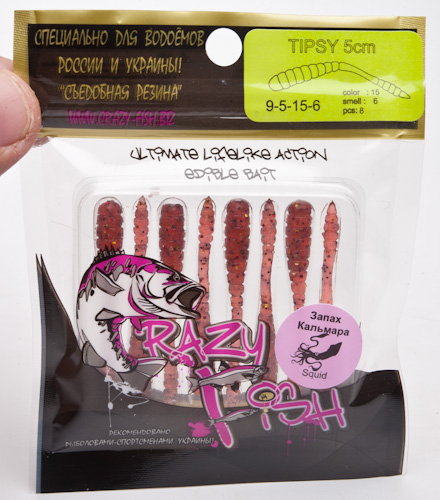 СПЕЦИАЛЬНО ДЛЯ ВОДОЁМОВ
РОССИИ И УКРАИНЫ!
"СЪЕДОБНАЯ РЕЗИНА"
WWW.CRAZY-FISH.BIZ
TIPSY 5cm
9-5-15-6
color : 15
smell : 6
pcs: 8
ULTIMATE LIFELIKE ACTION
EDIBLE BAIT
CRAZY
FISH
Запах
Кальмара
Squid
РЕКОМЕНДОВАНО
РЫБОЛОВАМИ-СПОРТСМЕНАМИ УКРАИНЫ!